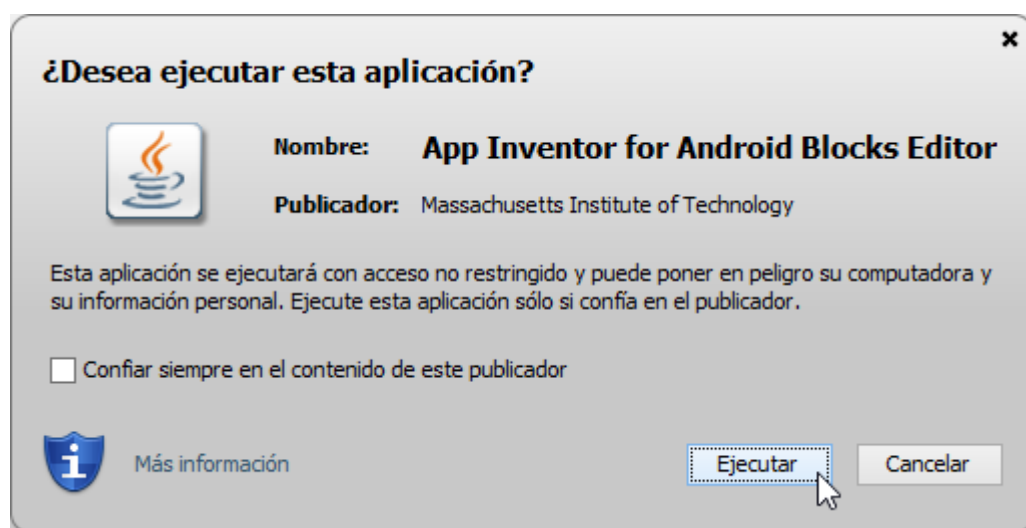 ¿Desea ejecutar esta aplicación?
Nombre: App Inventor for Android Blocks Editor
Publicador: Massachusetts Institute of Technology
Esta aplicación se ejecutará con acceso no restringido y puede poner en peligro su computadora y
su información personal. Ejecute esta aplicación sólo si confía en el publicador.
Confiar siempre en el contenido de este publicador
Más información
Ejecutar Cancelar